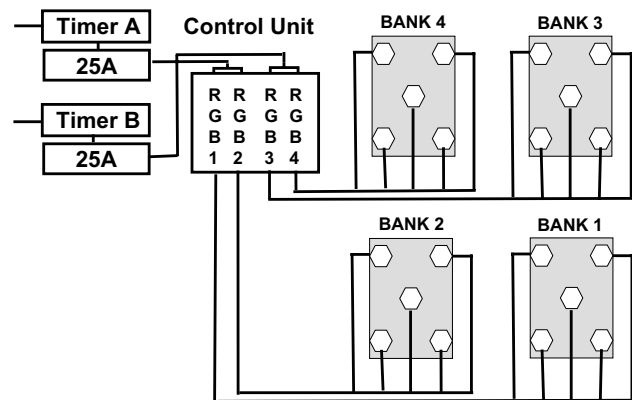 Timer A
25A
Timer B
25A
Control Unit
R R R R
G G G G
B B B B
1 2 3 4
BANK 4
BANK 3
BANK 2
BANK 1